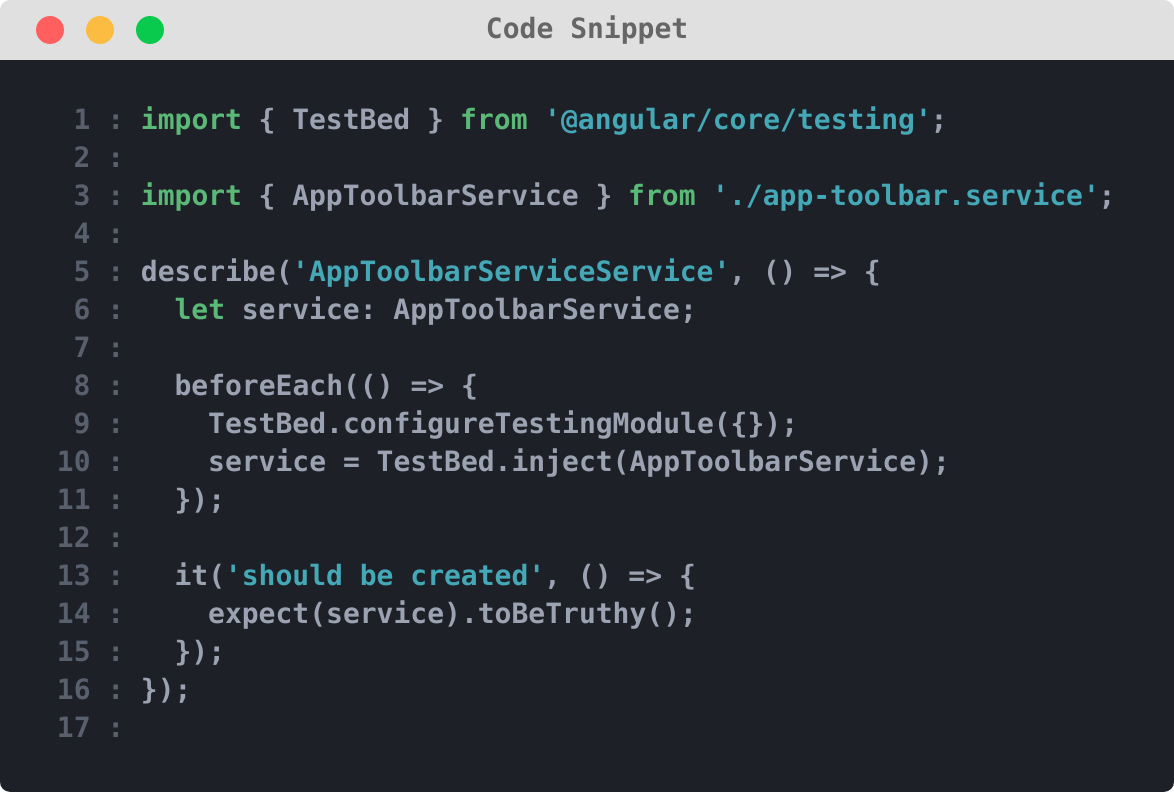 Code Snippet
1 : import { TestBed } from '@angular/core/testing';
2 :
3 : import { AppToolbarService } from './app-toolbar.service';
4 :
5 : describe('AppToolbarServiceService', () => {
6 :   let service: AppToolbarService;
7 :
8 :   beforeEach(() => {
9 :     TestBed.configureTestingModule({});
10 :     service = TestBed.inject(AppToolbarService);
11 :   });
12 :
13 :   it('should be created', () => {
14 :     expect(service).toBeTruthy();
15 :   });
16 : });
17 :